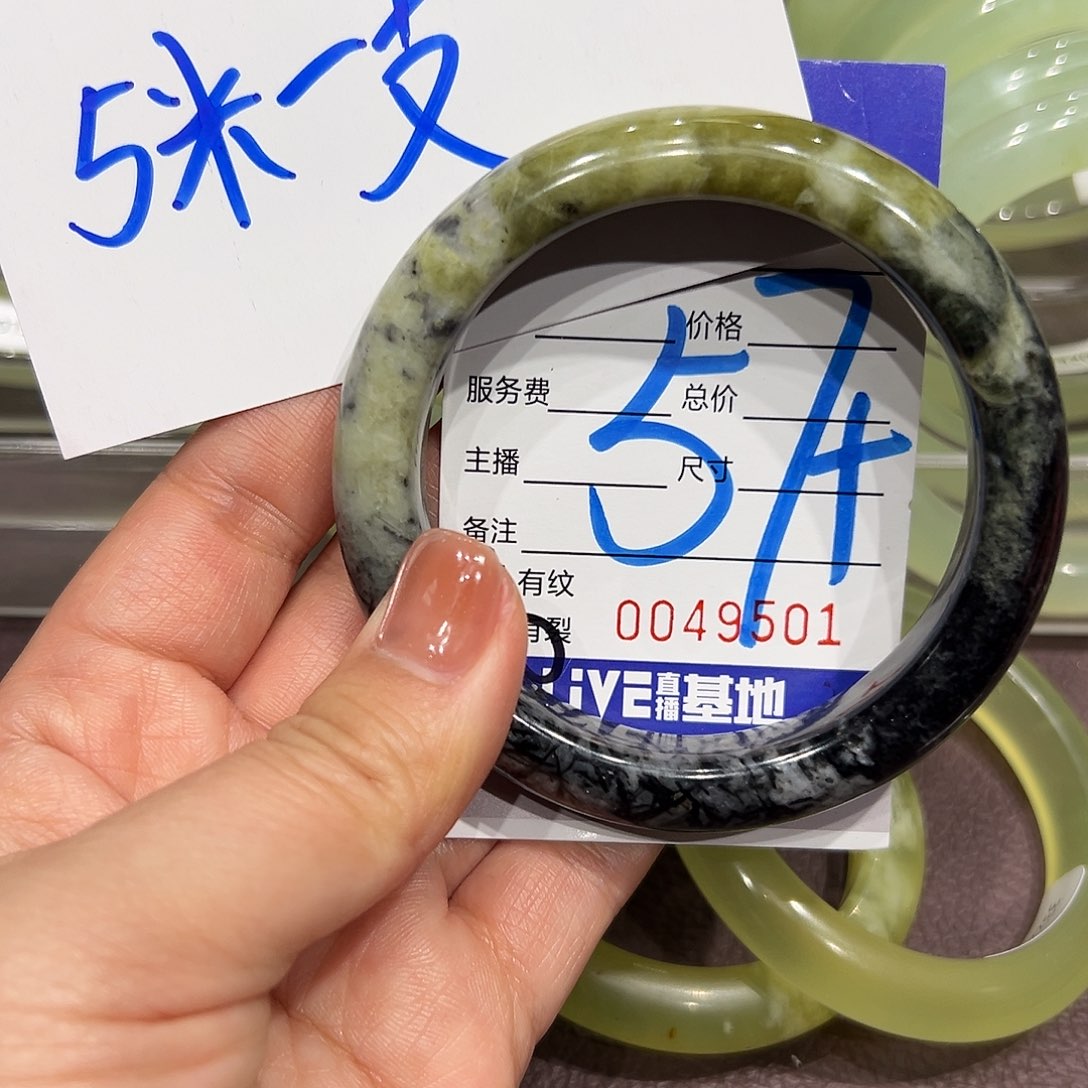 5米一支
价格
服务费 总价
主播 尺寸
备注
有纹
有裂 0049501
57+
LiVE直播基地